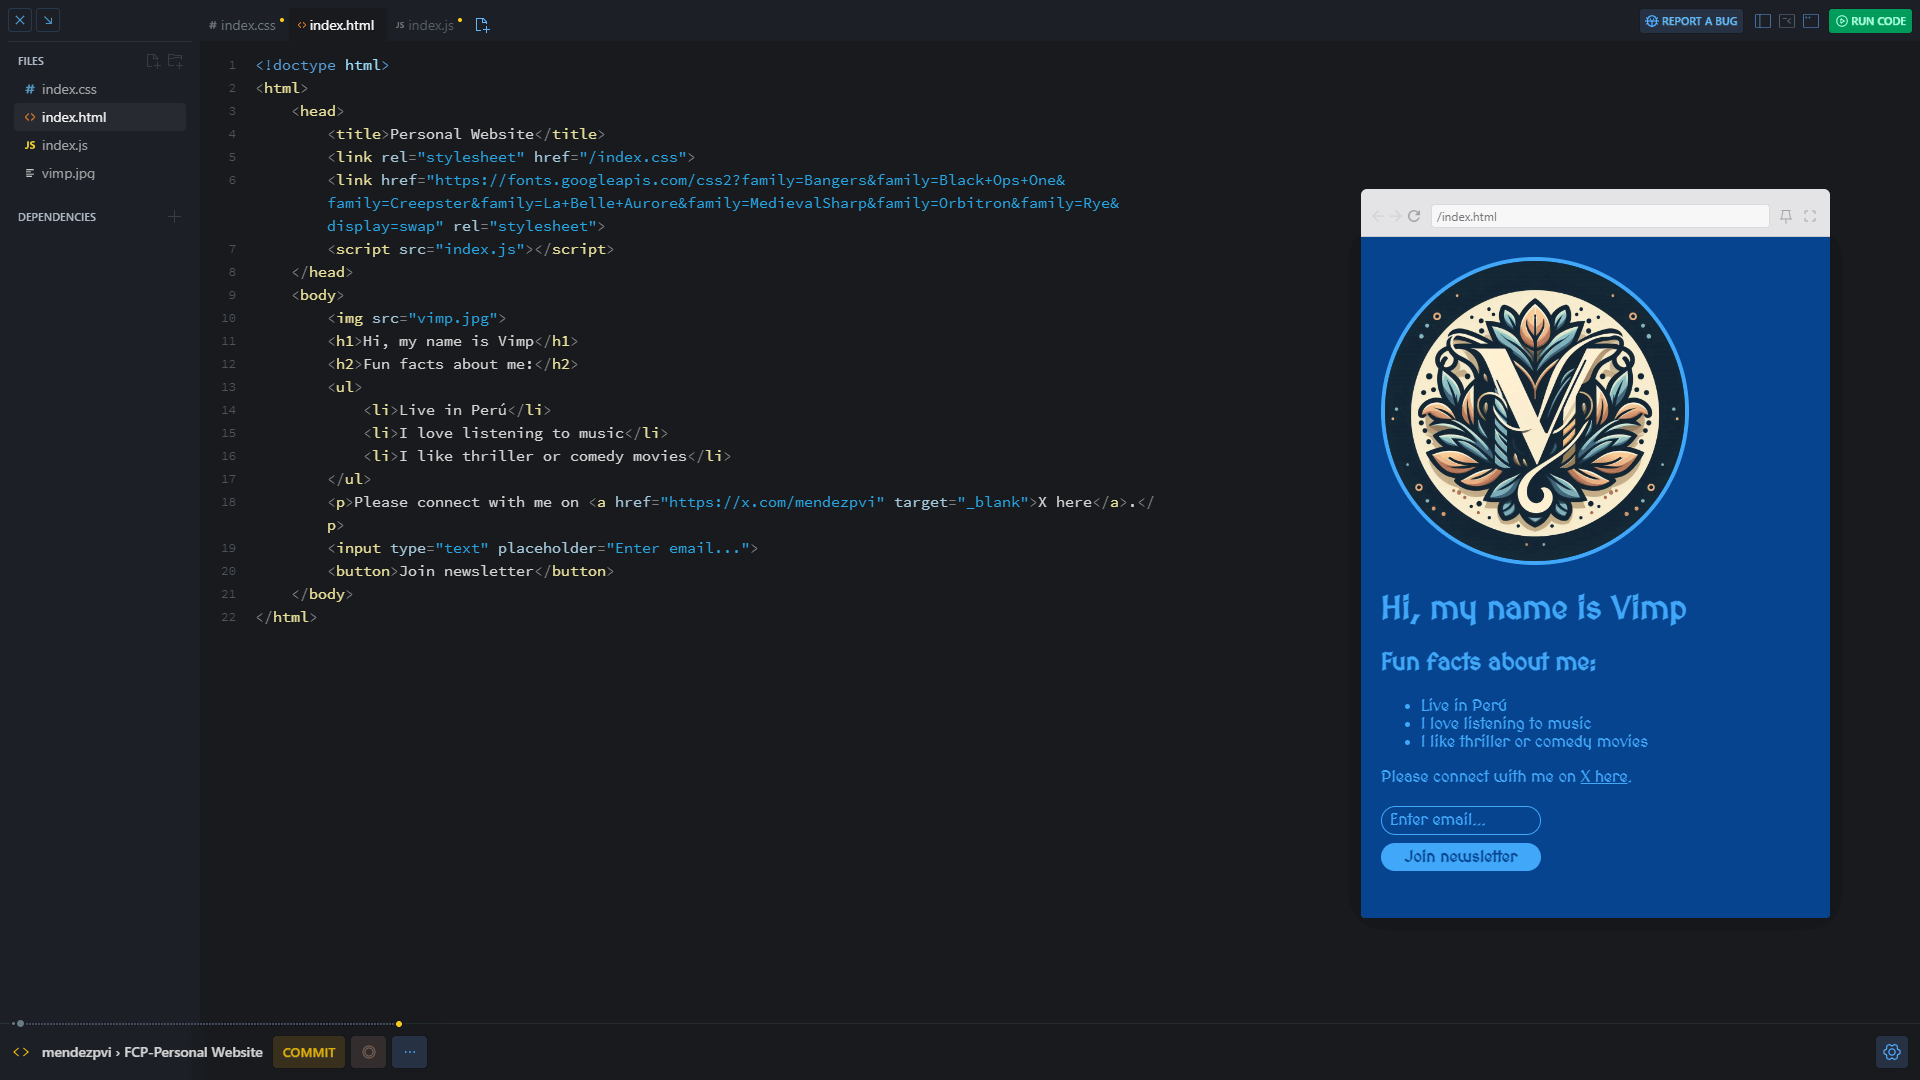 # index.css
<> index.html
JS index.js
REPORT A BUG
RUN CODE
FILES
# index.css
<> index.html
JS index.js
vimp.jpg
DEPENDENCIES
1 <!doctype html>
2 <html>
3 <head>
4 <title>Personal Website</title>
5 <link rel="stylesheet" href="/index.css">
6 <link href="https://fonts.googleapis.com/css2?family=Bangers&family=Black+Ops+One&
family=Creepster&family=La+Belle+Aurore&family=MedievalSharp&family=Orbitron&family=Rye&
display=swap" rel="stylesheet">
7 <script src="index.js"></script>
8 </head>
9 <body>
10 <img src="vimp.jpg">
11 <h1>Hi, my name is Vimp</h1>
12 <h2>Fun facts about me:</h2>
13 <ul>
14 <li>Live in Perú</li>
15 <li>I love listening to music</li>
16 <li>I like thriller or comedy movies</li>
17 </ul>
18 <p>Please connect with me on <a href="https://x.com/mendezpvi" target="_blank">X here</a>.</
p>
19 <input type="text" placeholder="Enter email...">
20 <button>Join newsletter</button>
21 </body>
22 </html>
/index.html
Hi, my name is Vimp
Fun facts about me:
• Live in Perú
• I love listening to music
• I like thriller or comedy movies
Please connect with me on X here.
Enter email...
Join newsletter
<> mendezpvi › FCP-Personal Website
COMMIT
...